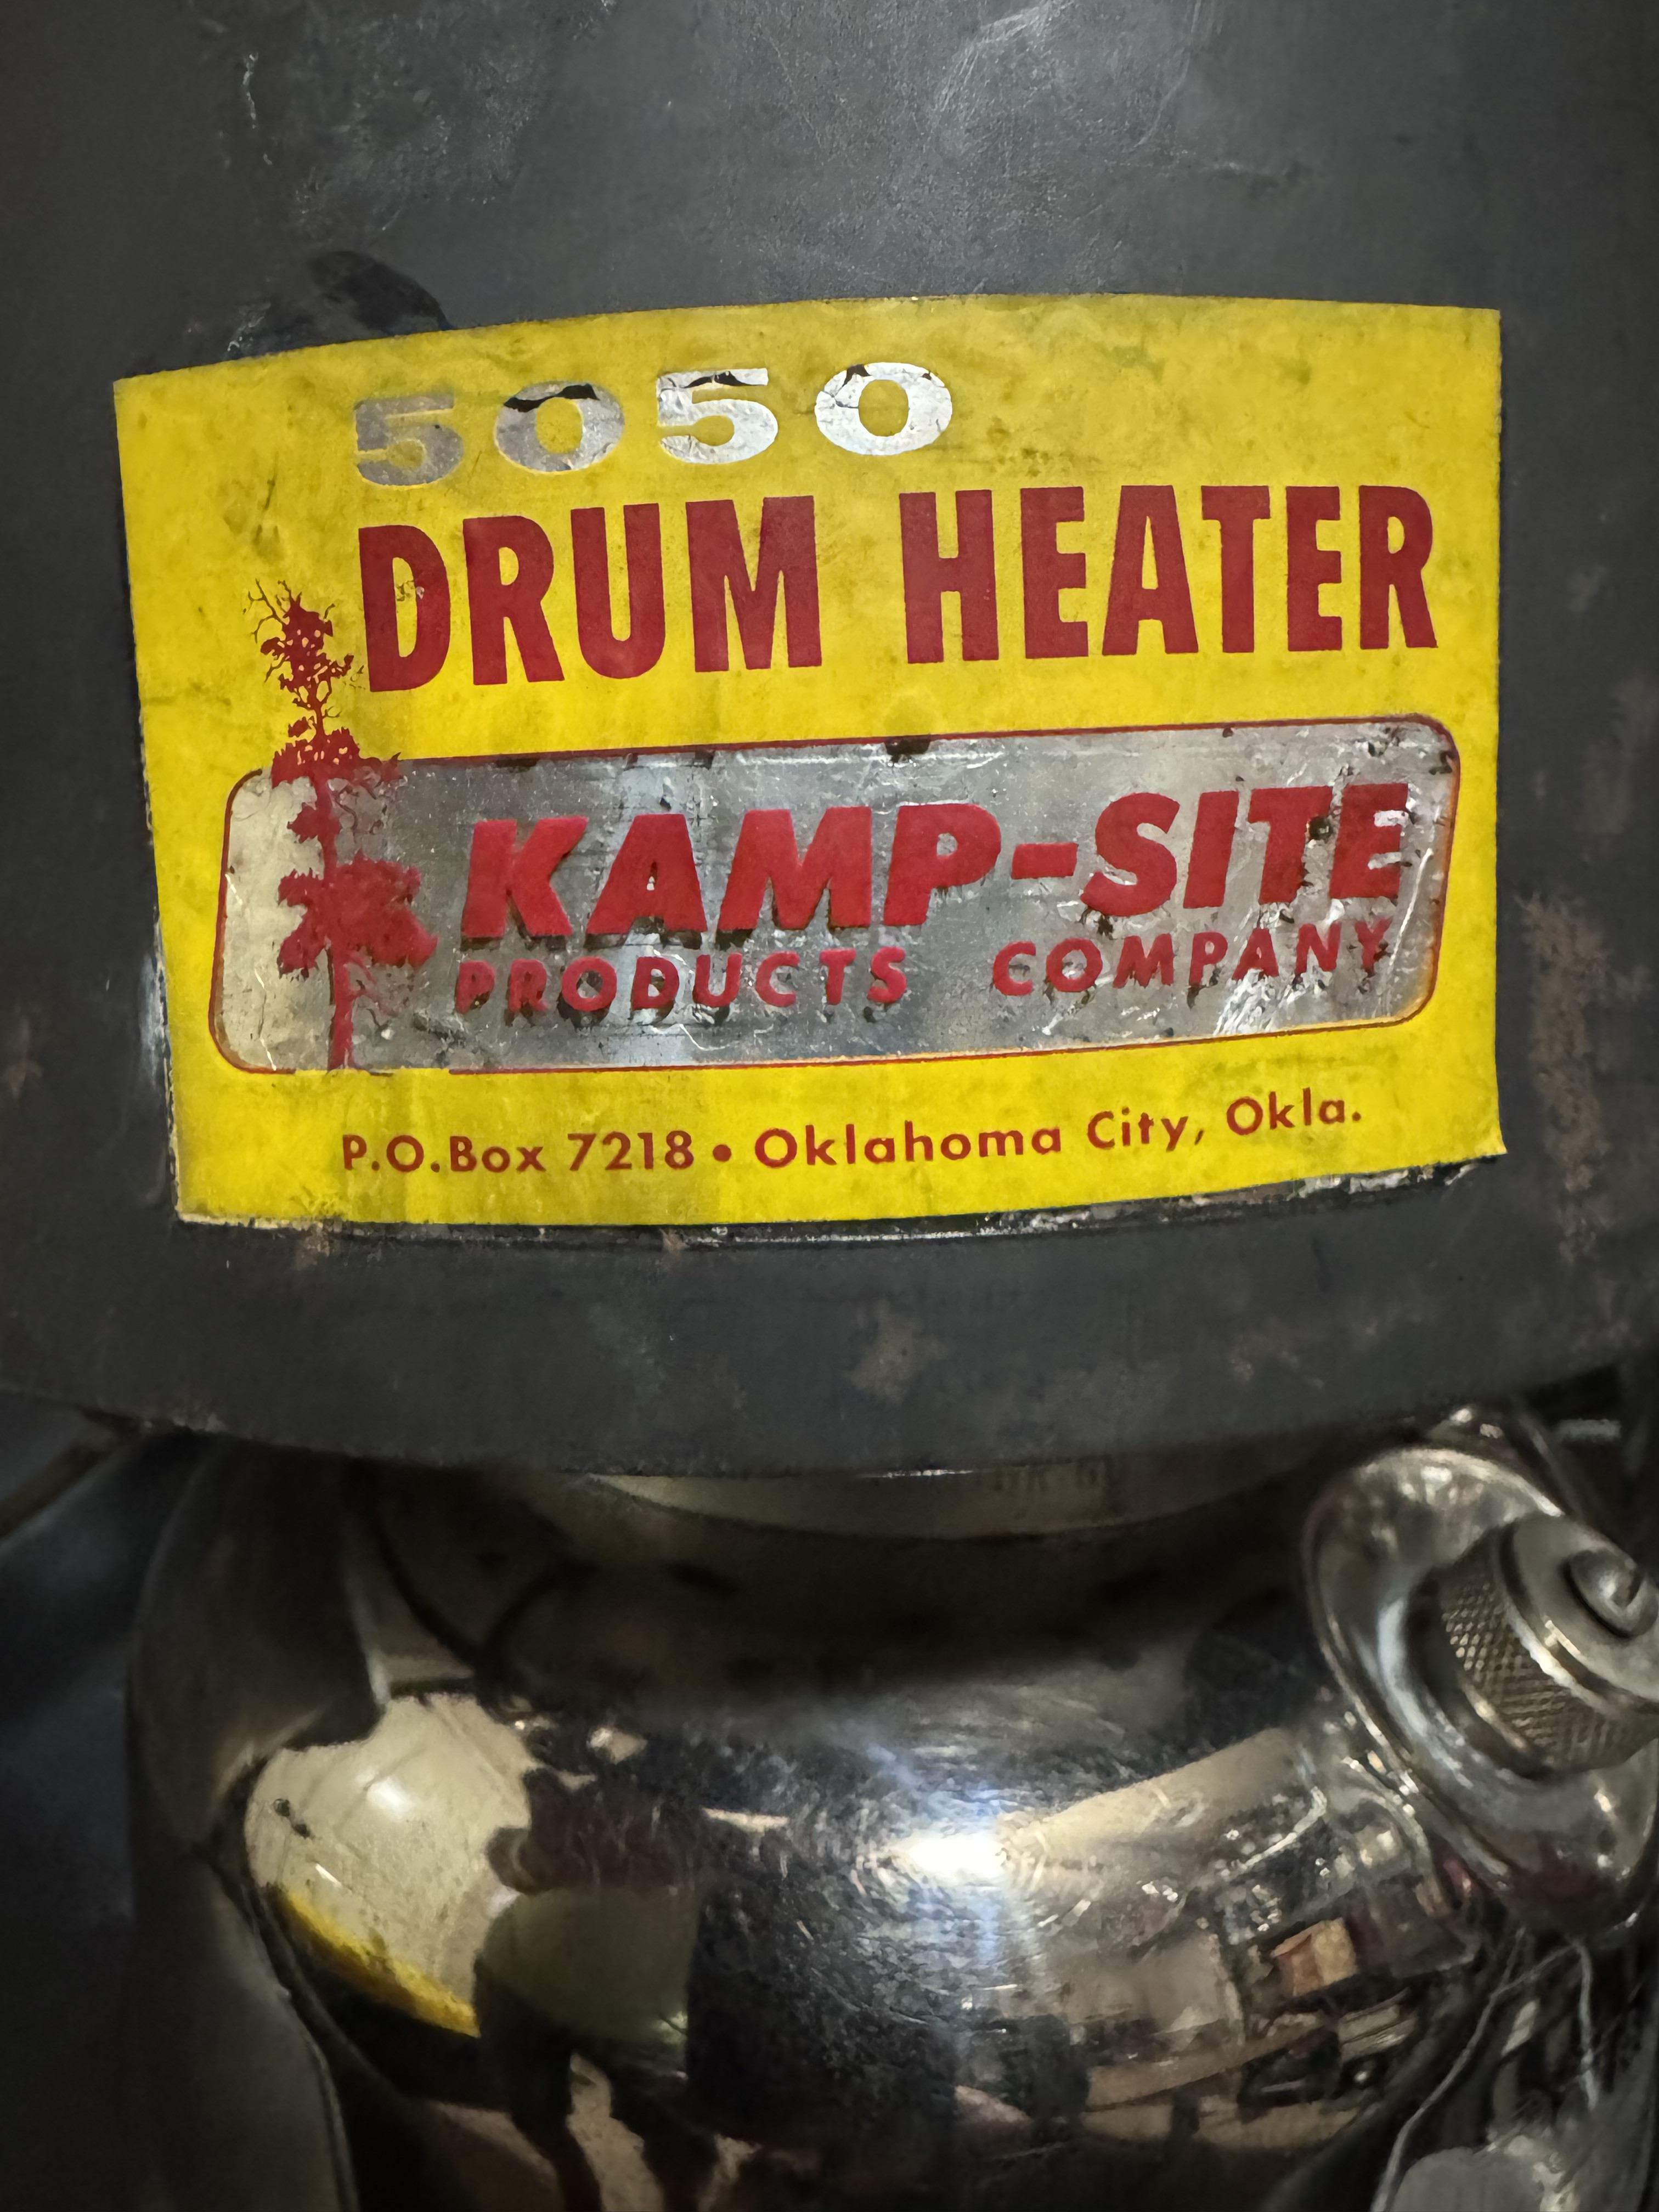 5050
DRUM HEATER
KAMP-SITE
PRODUCTS COMPANY
P.O.Box 7218 • Oklahoma City, Okla.